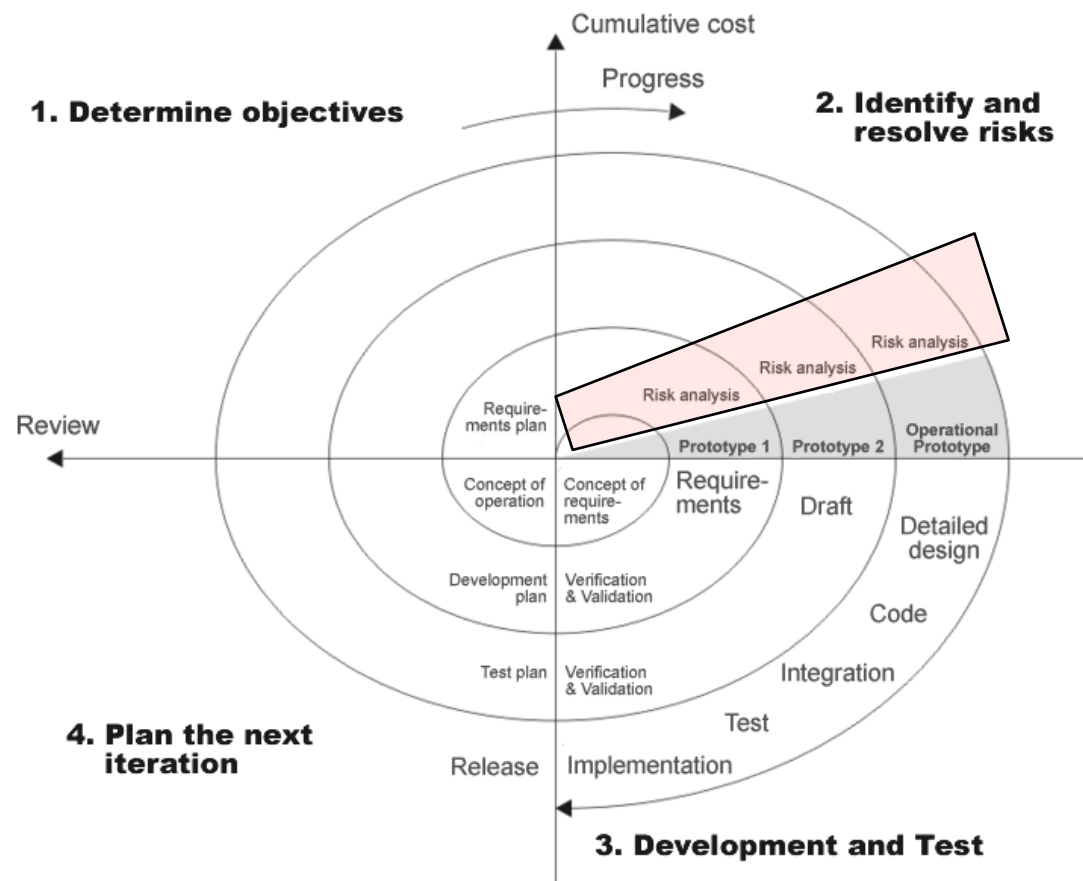 Cumulative cost
Progress
1. Determine objectives
2. Identify and
resolve risks
Risk analysis
Risk analysis
Risk analysis
Require-
ments plan
Review
Operational
Prototype
Prototype 1
Prototype 2
Concept of
operation
Concept of
require-
ments
Require-
ments
Draft
Detailed
design
Development
plan
Verification
& Validation
Code
Test plan
Verification
& Validation
Integration
Test
4. Plan the next
iteration
Release
Implementation
3. Development and Test